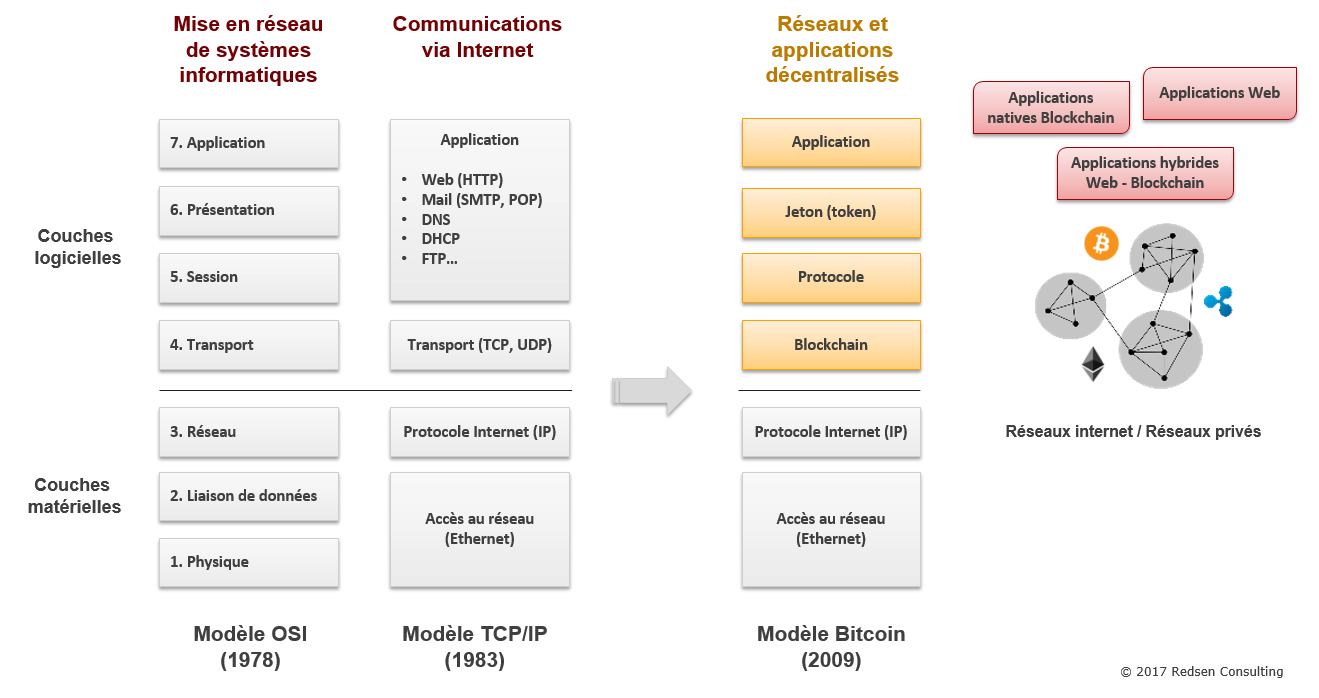 Mise en réseau
de systèmes
informatiques
Communications
via Internet
Réseaux et
applications
décentralisés
Couches
logicielles
7. Application
6. Présentation
5. Session
4. Transport
Application
• Web (HTTP)
• Mail (SMTP, POP)
• DNS
• DHCP
• FTP...
Transport (TCP, UDP)
Application
Jeton (token)
Protocole
Blockchain
Applications
natives Blockchain
Applications Web
Applications hybrides
Web - Blockchain
Couches
matérielles
3. Réseau
2. Liaison de données
1. Physique
Protocole Internet (IP)
Accès au réseau
(Ethernet)
Protocole Internet (IP)
Accès au réseau
(Ethernet)
Réseaux internet / Réseaux privés
Modèle OSI
(1978)
Modèle TCP/IP
(1983)
Modèle Bitcoin
(2009)
© 2017 Redsen Consulting